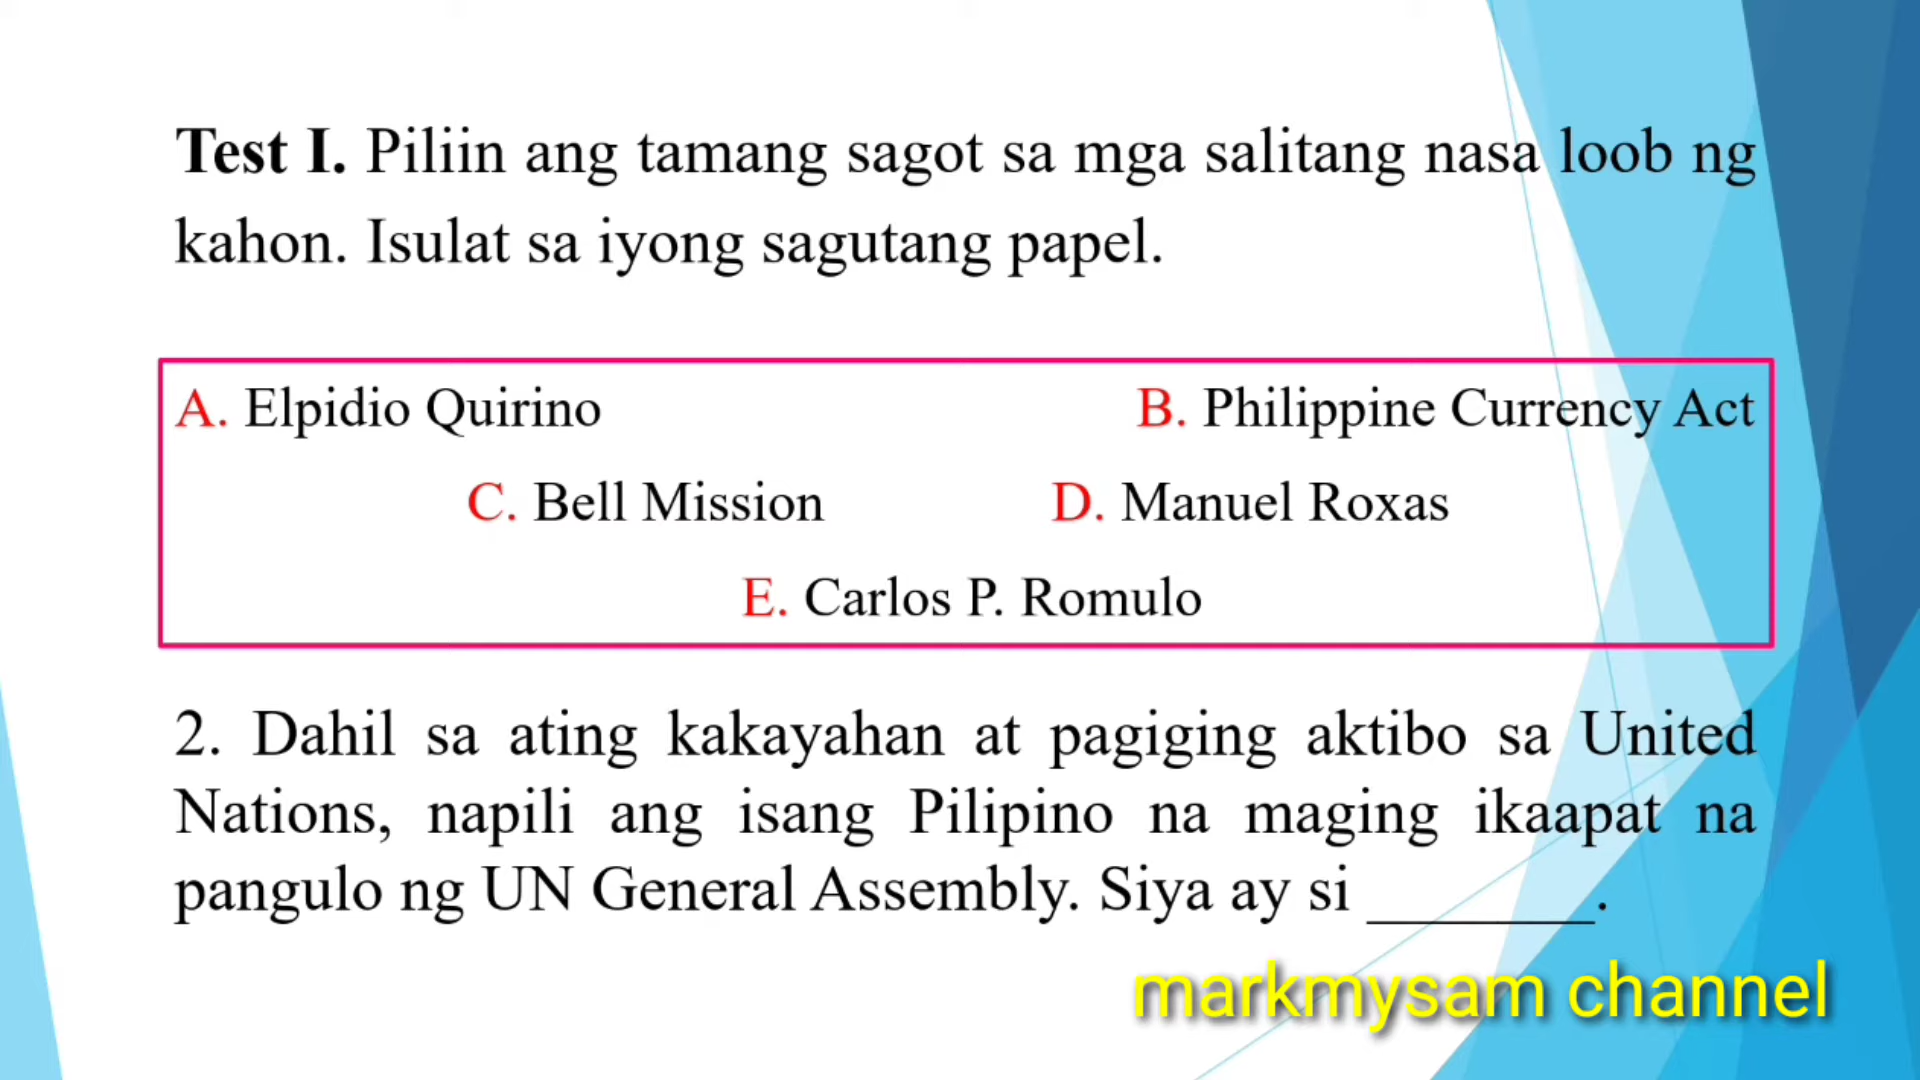 Test I. Piliin ang tamang sagot sa mga salitang nasa loob ng
kahon. Isulat sa iyong sagutang papel.
A. Elpidio Quirino B. Philippine Currency Act
C. Bell Mission D. Manuel Roxas
E. Carlos P. Romulo
2. Dahil sa ating kakayahan at pagiging aktibo sa United
Nations, napili ang isang Pilipino na maging ikaapat na
pangulo ng UN General Assembly. Siya ay si ________.
markmysam channel